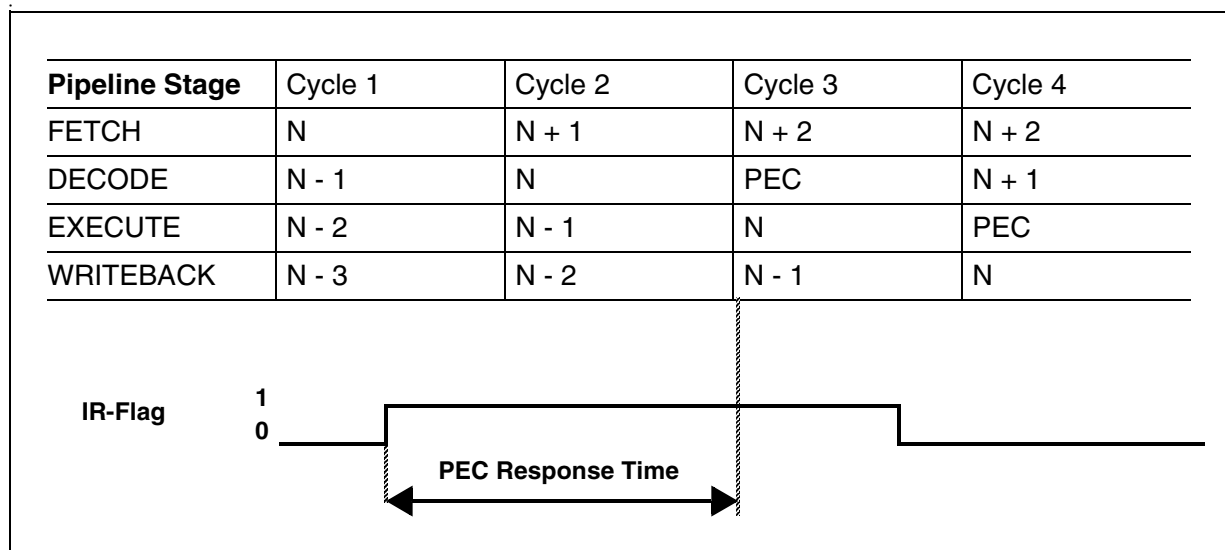 Pipeline Stage Cycle 1 Cycle 2 Cycle 3 Cycle 4
FETCH N N + 1 N + 2 N + 2
DECODE N - 1 N PEC N + 1
EXECUTE N - 2 N - 1 N PEC
WRITEBACK N - 3 N - 2 N - 1 N
IR-Flag 1
0
PEC Response Time